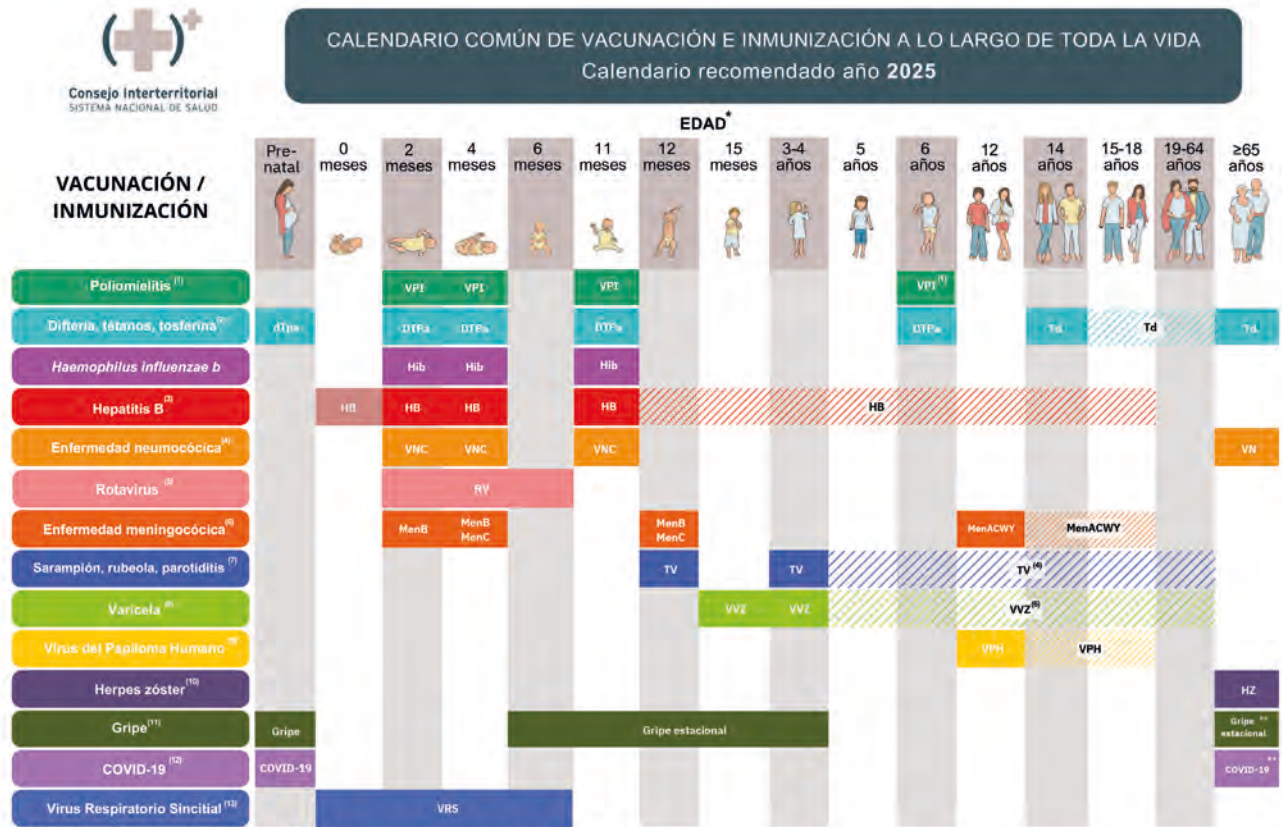 Consejo Interterritorial
SISTEMA NACIONAL DE SALUD
CALENDARIO COMÚN DE VACUNACIÓN E INMUNIZACIÓN A LO LARGO DE TODA LA VIDA
Calendario recomendado año 2025
EDAD*
VACUNACIÓN /
INMUNIZACIÓN
Pre-natal 0 meses 2 meses 4 meses 6 meses 11 meses 12 meses 15 meses 3-4 años 5 años 6 años 12 años 14 años 15-18 años 19-64 años ≥65 años
Poliomielitis (1) VPI VPI VPI VPI (1)
Difteria, tétanos, tosferina (2) dTpa DTPa DTPa DTPa DTPa Td Td Td
Haemophilus influenzae b Hib Hib Hib
Hepatitis B (3) HB HB HB HB HB
Enfermedad neumocócica (4) VNC VNC VNC VN
Rotavirus (5) RV
Enfermedad meningocócica (6) MenB MenB MenC MenB MenC MenACWY MenACWY
Sarampión, rubeola, parotiditis (7) TV TV TV (4)
Varicela (8) VVZ VVZ VVZ (5)
Virus del Papiloma Humano (9) VPH VPH
Herpes zóster (10) HZ
Gripe (11) Gripe Gripe estacional Gripe ** estacional
COVID-19 (12) COVID-19 COVID-19 **
Virus Respiratorio Sincitial (13) VRS